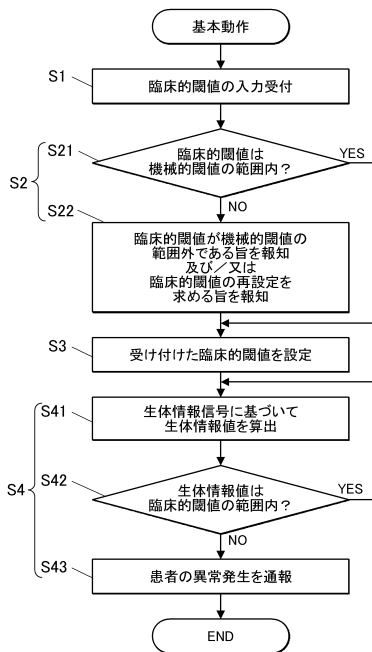 基本動作
S1
臨床的閾値の入力受付
S2
S21
臨床的閾値は
機械的閾値の範囲内?
YES
NO
S22
臨床的閾値が機械的閾値の
範囲外である旨を報知
及び/又は
臨床的閾値の再設定を
求める旨を報知
S3
受け付けた臨床的閾値を設定
S4
S41
生体情報信号に基づいて
生体情報値を算出
S42
生体情報値は
臨床的閾値の範囲内?
YES
NO
S43
患者の異常発生を通報
END